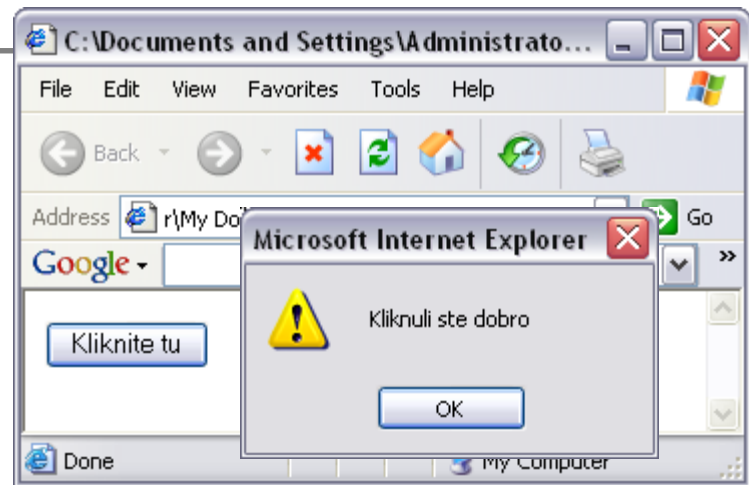 C:\Documents and Settings\Administrato...
File Edit View Favorites Tools Help
Back
Address r\My Do Go
Google »
Microsoft Internet Explorer
Kliknuli ste dobro
Kliknite tu
OK
Done My Computer